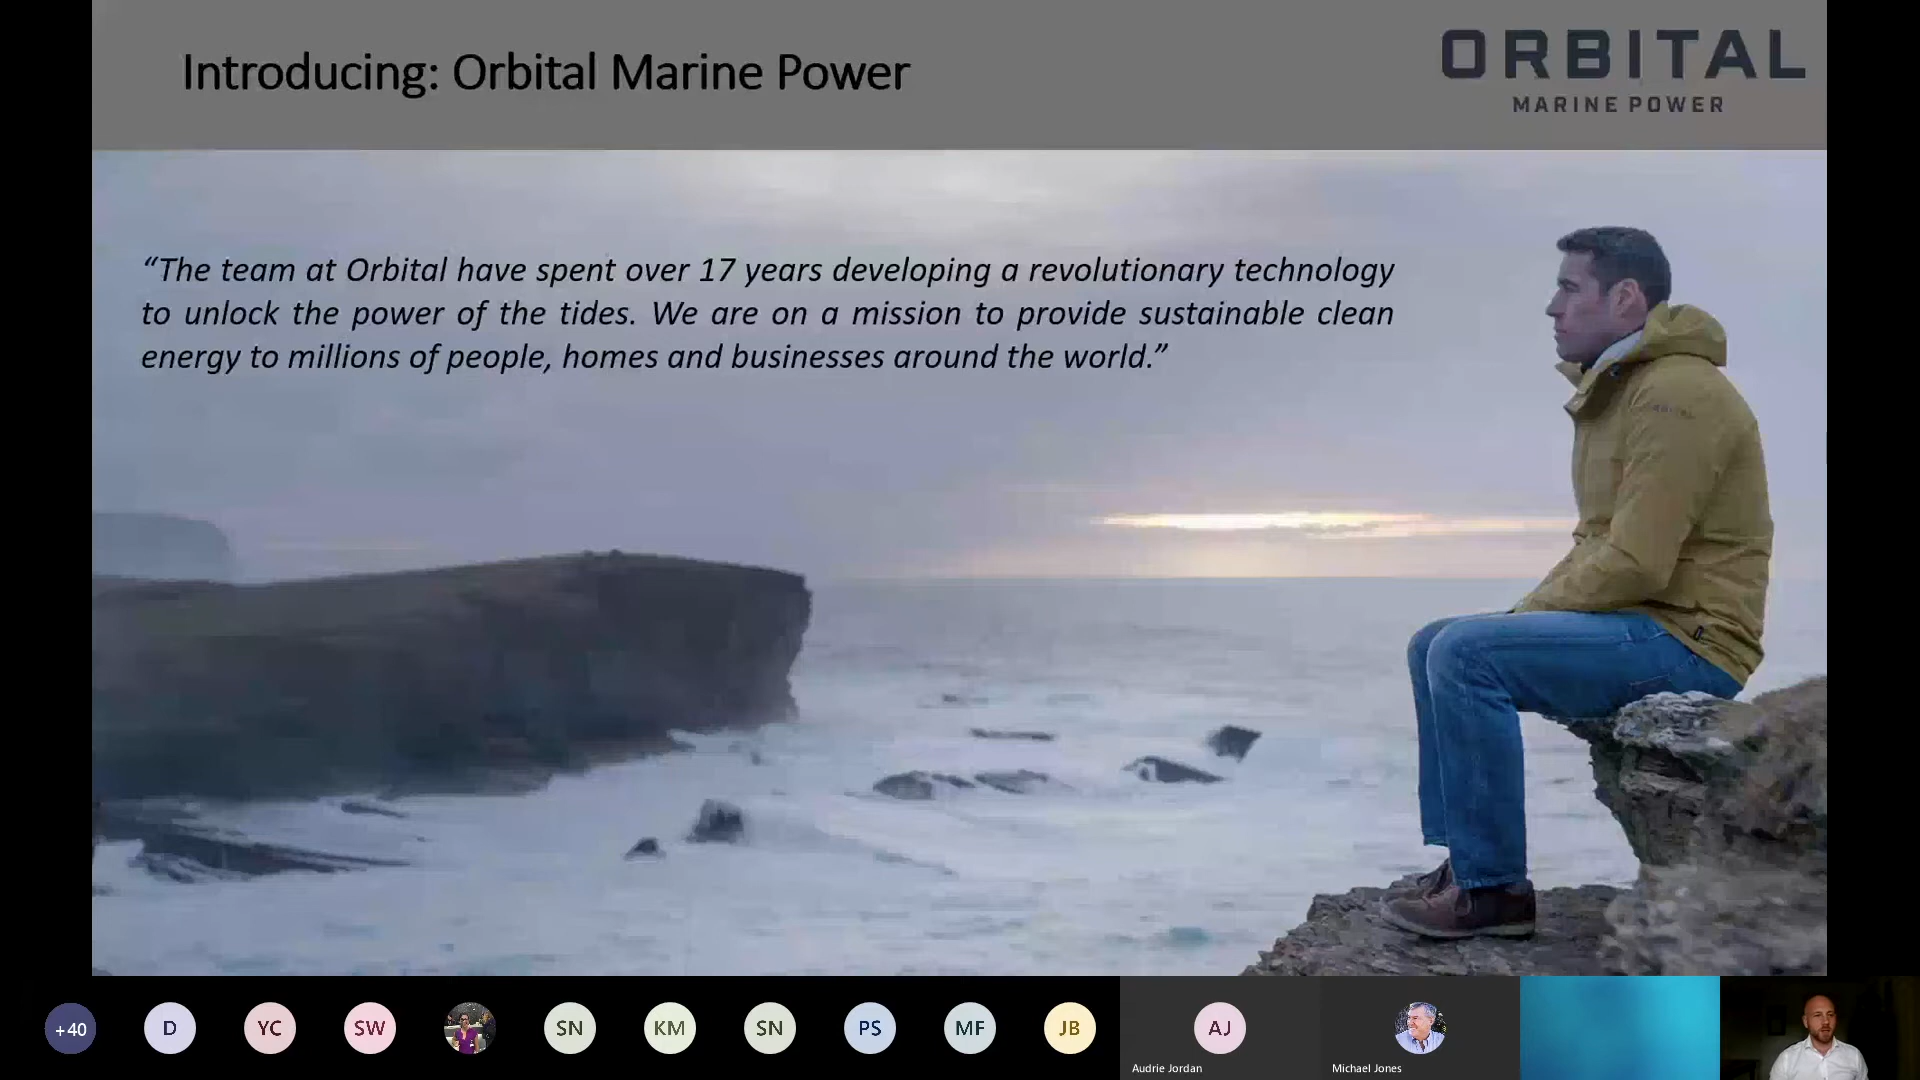 Introducing: Orbital Marine Power
ORBITAL
MARINE POWER
“The team at Orbital have spent over 17 years developing a revolutionary technology
to unlock the power of the tides. We are on a mission to provide sustainable clean
energy to millions of people, homes and businesses around the world.”
+40
D
YC
SW
SN
KM
SN
PS
MF
JB
AJ
Audrie Jordan
Michael Jones